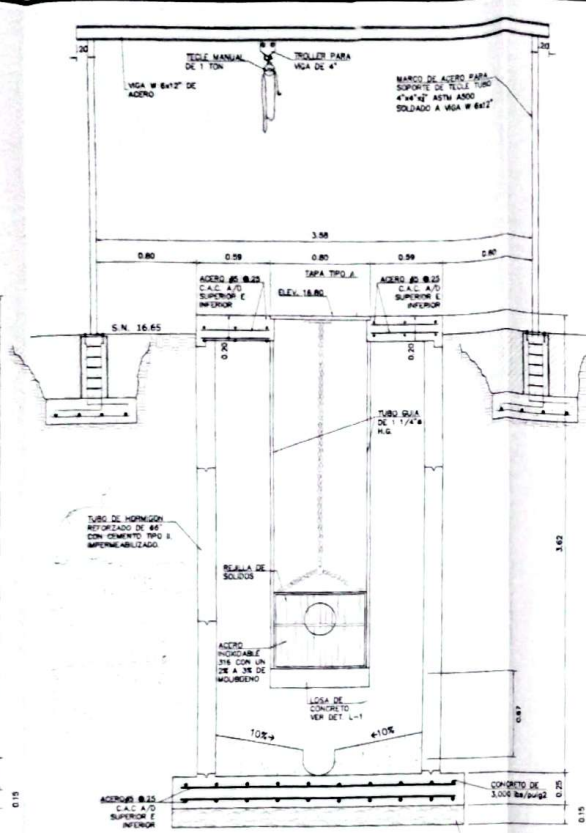 20
TECLE MANUAL
DE 1 TON
TROLLER PARA
VIGA DE 4"
20
VIGA W 6x12" DE
ACERO
MARCO DE ACERO PARA
SOPORTE DE TECLE TUBO
ASTM A500
SOLDADO A VIGA W 6x12"
3.58
0.80
0.59
0.80
0.59
0.80
ACERO #5 @.25
C.A.C. A/D
SUPERIOR E
INFERIOR
TAPA TIPO A
ELEV. 16.80
ACERO #5 @.25
C.A.C. A/D
SUPERIOR E
INFERIOR
S.N. 16.65
0.20
0.20
TUBO GUIA
DE 1 1/4"ø
H.G.
TUBO DE HORMIGON
REFORZADO DE
CON CEMENTO TIPO II
IMPERMEABILIZADO.
3.62
REJILLA DE
SOLIDOS
ACERO
INOXIDABLE
316 CON UN
2% A 3% DE
MOLIBDENO
LOSA DE
CONCRETO
VER DET. L-1
0.67
10%
10%
ACERO #5 @.25
C.A.C. A/D
SUPERIOR E
INFERIOR
CONCRETO DE
3,000 lbs/pulg2
0.25
0.15
0.15